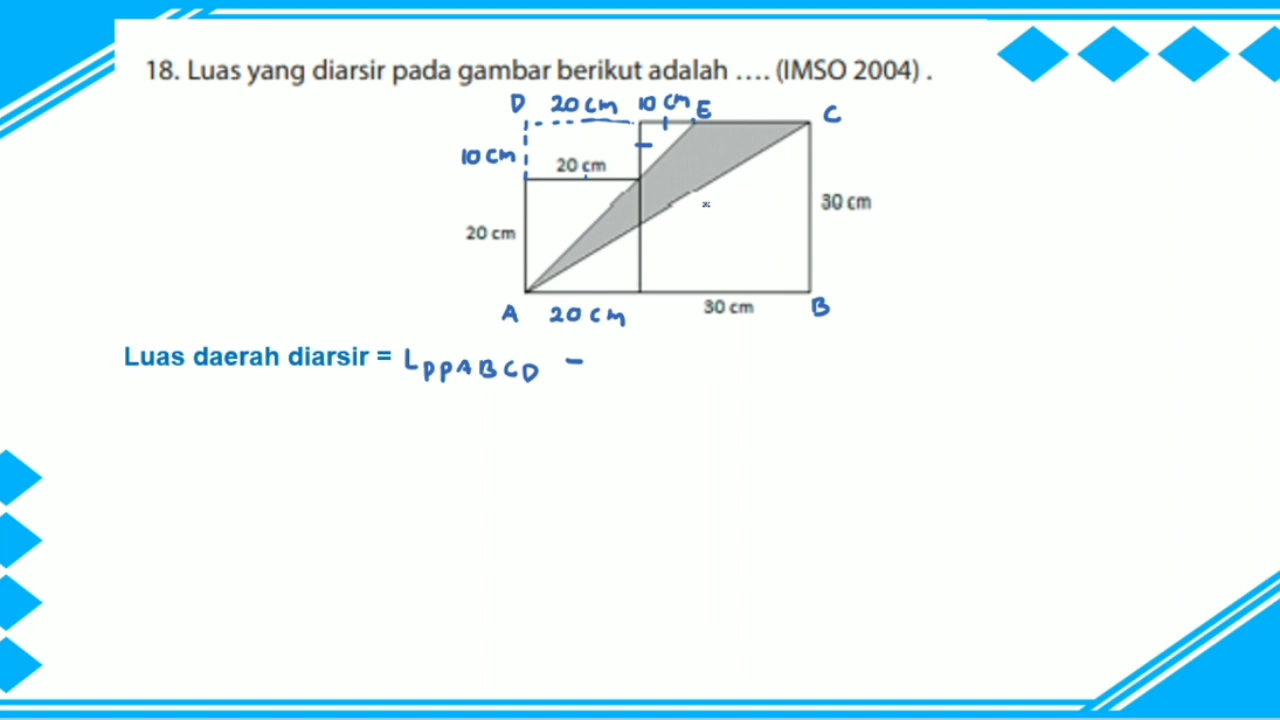 18. Luas yang diarsir pada gambar berikut adalah .... (IMSO 2004) .
D 20 cm 10 cm E C
10 cm
20 cm
30 cm
20 cm
A 20 cm 30 cm B
Luas daerah diarsir = LPPABCD -